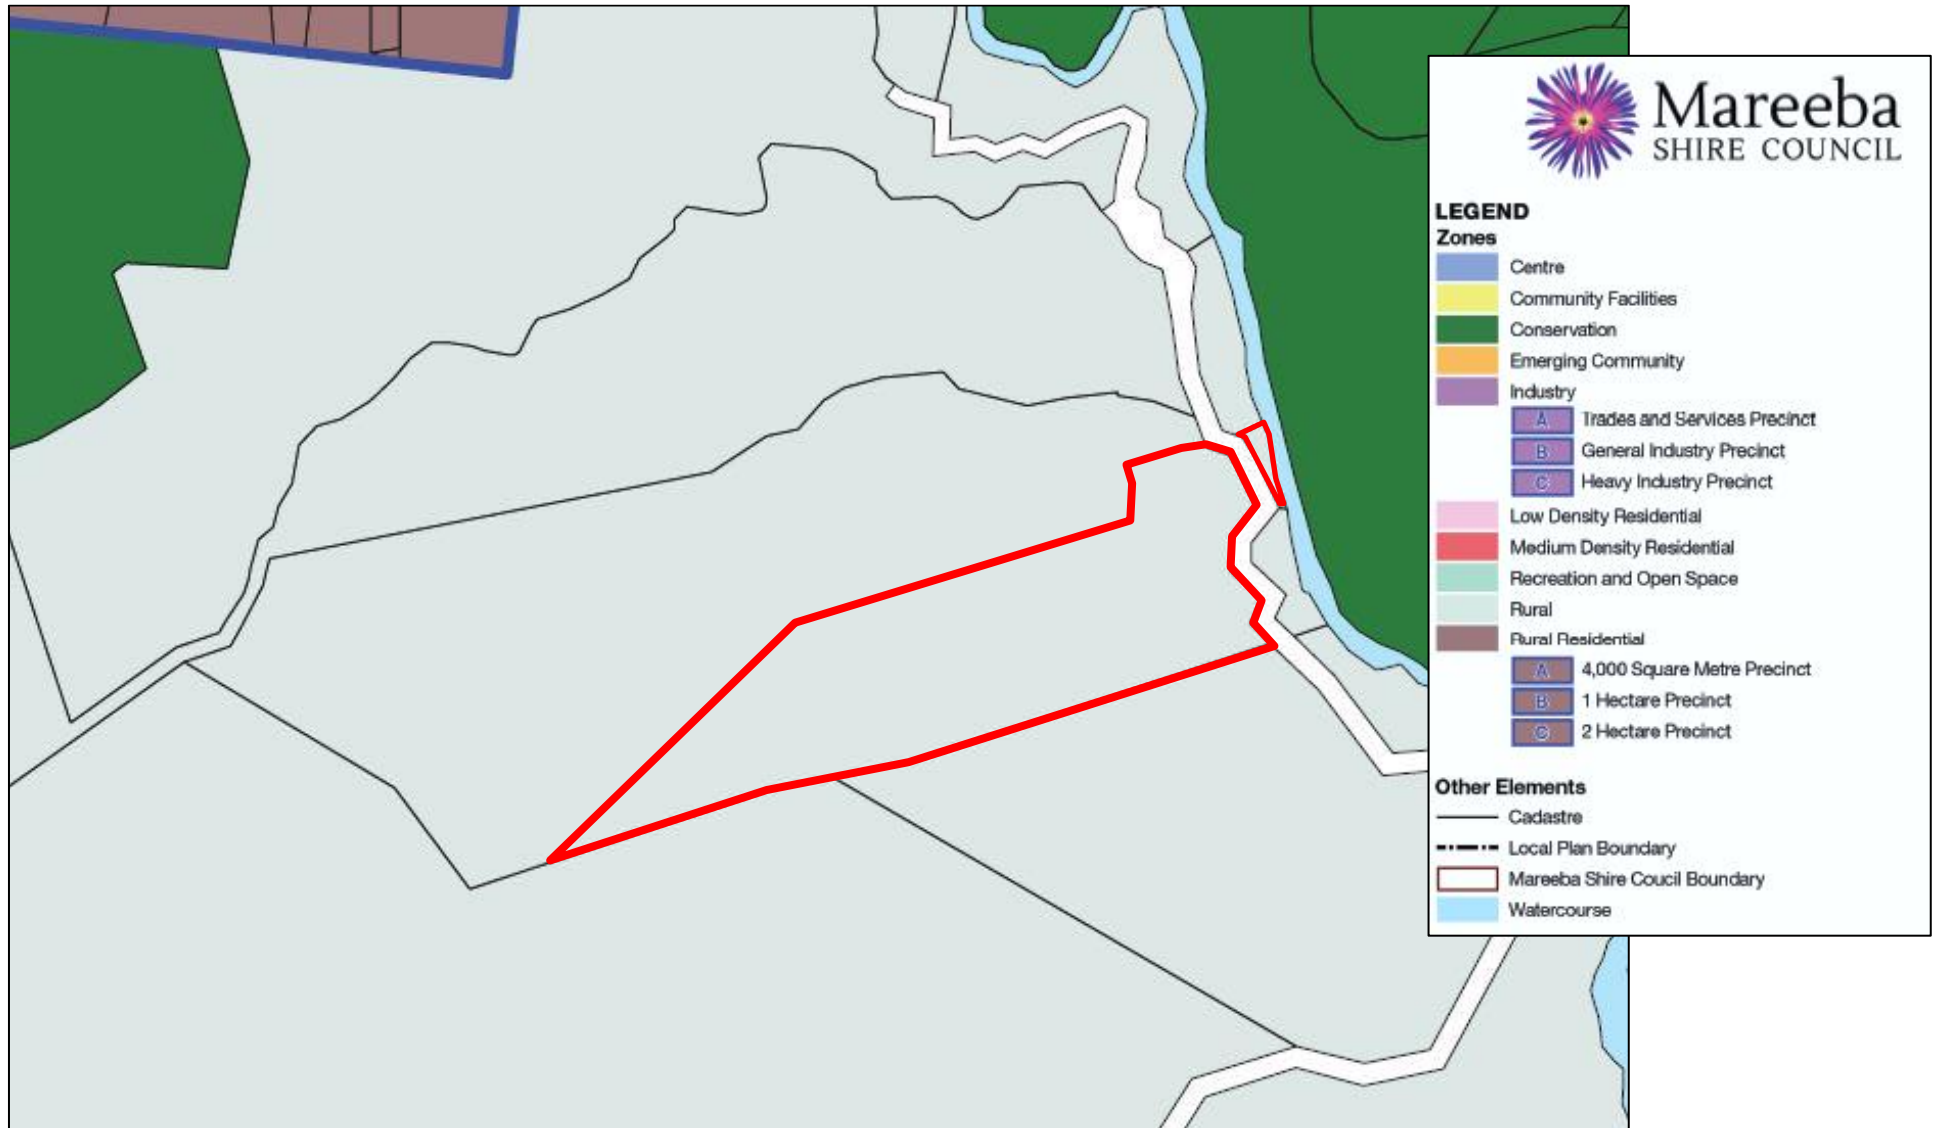 Mareeba
SHIRE COUNCIL
LEGEND
Zones
Centre
Community Facilities
Conservation
Emerging Community
Industry
A Trades and Services Precinct
B General Industry Precinct
C Heavy Industry Precinct
Low Density Residential
Medium Density Residential
Recreation and Open Space
Rural
Rural Residential
A 4,000 Square Metre Precinct
B 1 Hectare Precinct
C 2 Hectare Precinct
Other Elements
Cadastre
Local Plan Boundary
Mareeba Shire Coucil Boundary
Watercourse